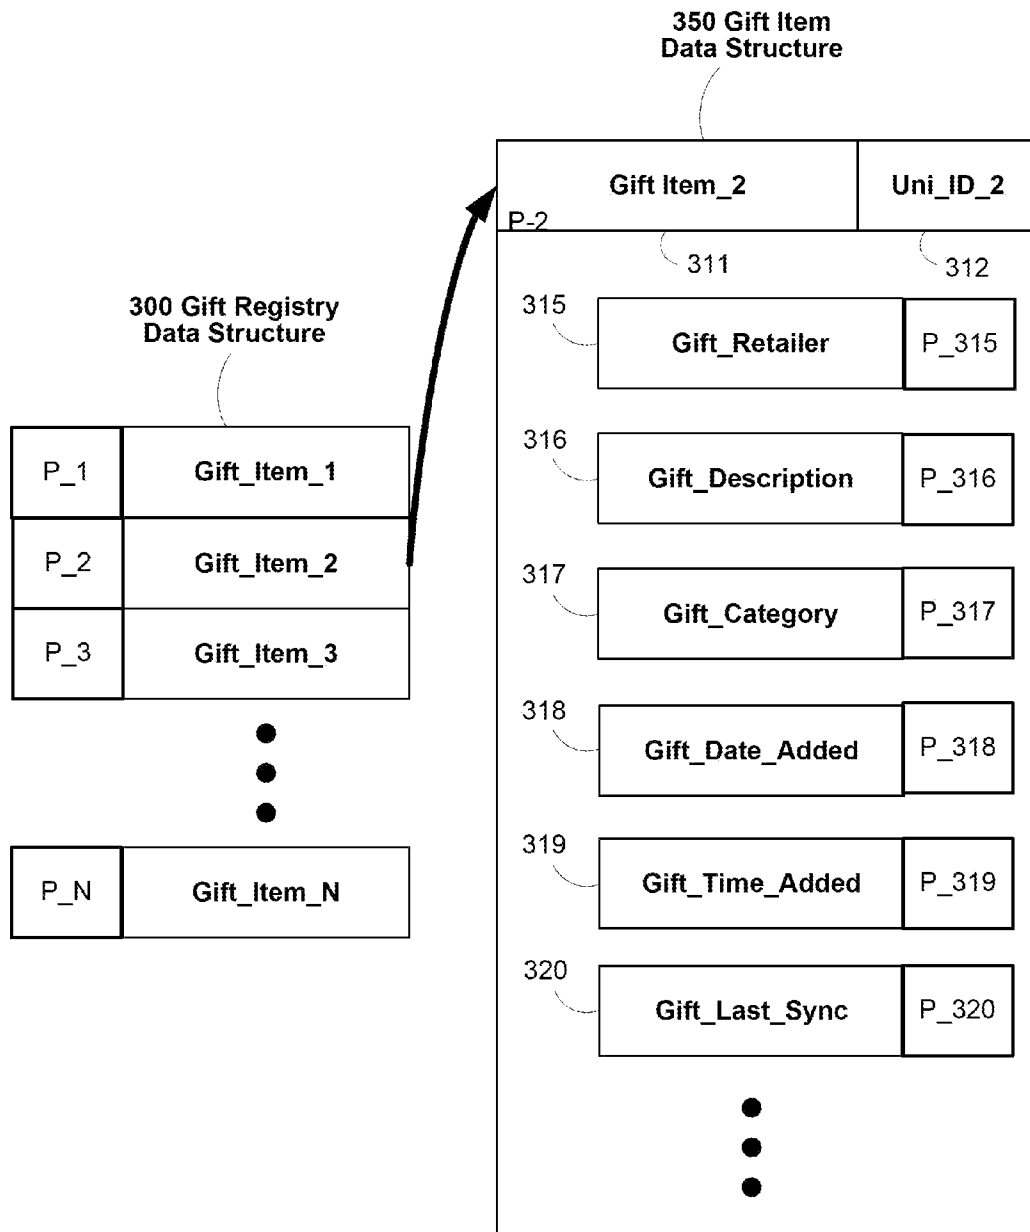 350 Gift Item
Data Structure
Gift Item_2
Uni_ID_2
P-2
311
312
300 Gift Registry
Data Structure
P_1
Gift_Item_1
P_2
Gift_Item_2
P_3
Gift_Item_3
P_N
Gift_Item_N
315
Gift_Retailer
P_315
316
Gift_Description
P_316
317
Gift_Category
P_317
318
Gift_Date_Added
P_318
319
Gift_Time_Added
P_319
320
Gift_Last_Sync
P_320